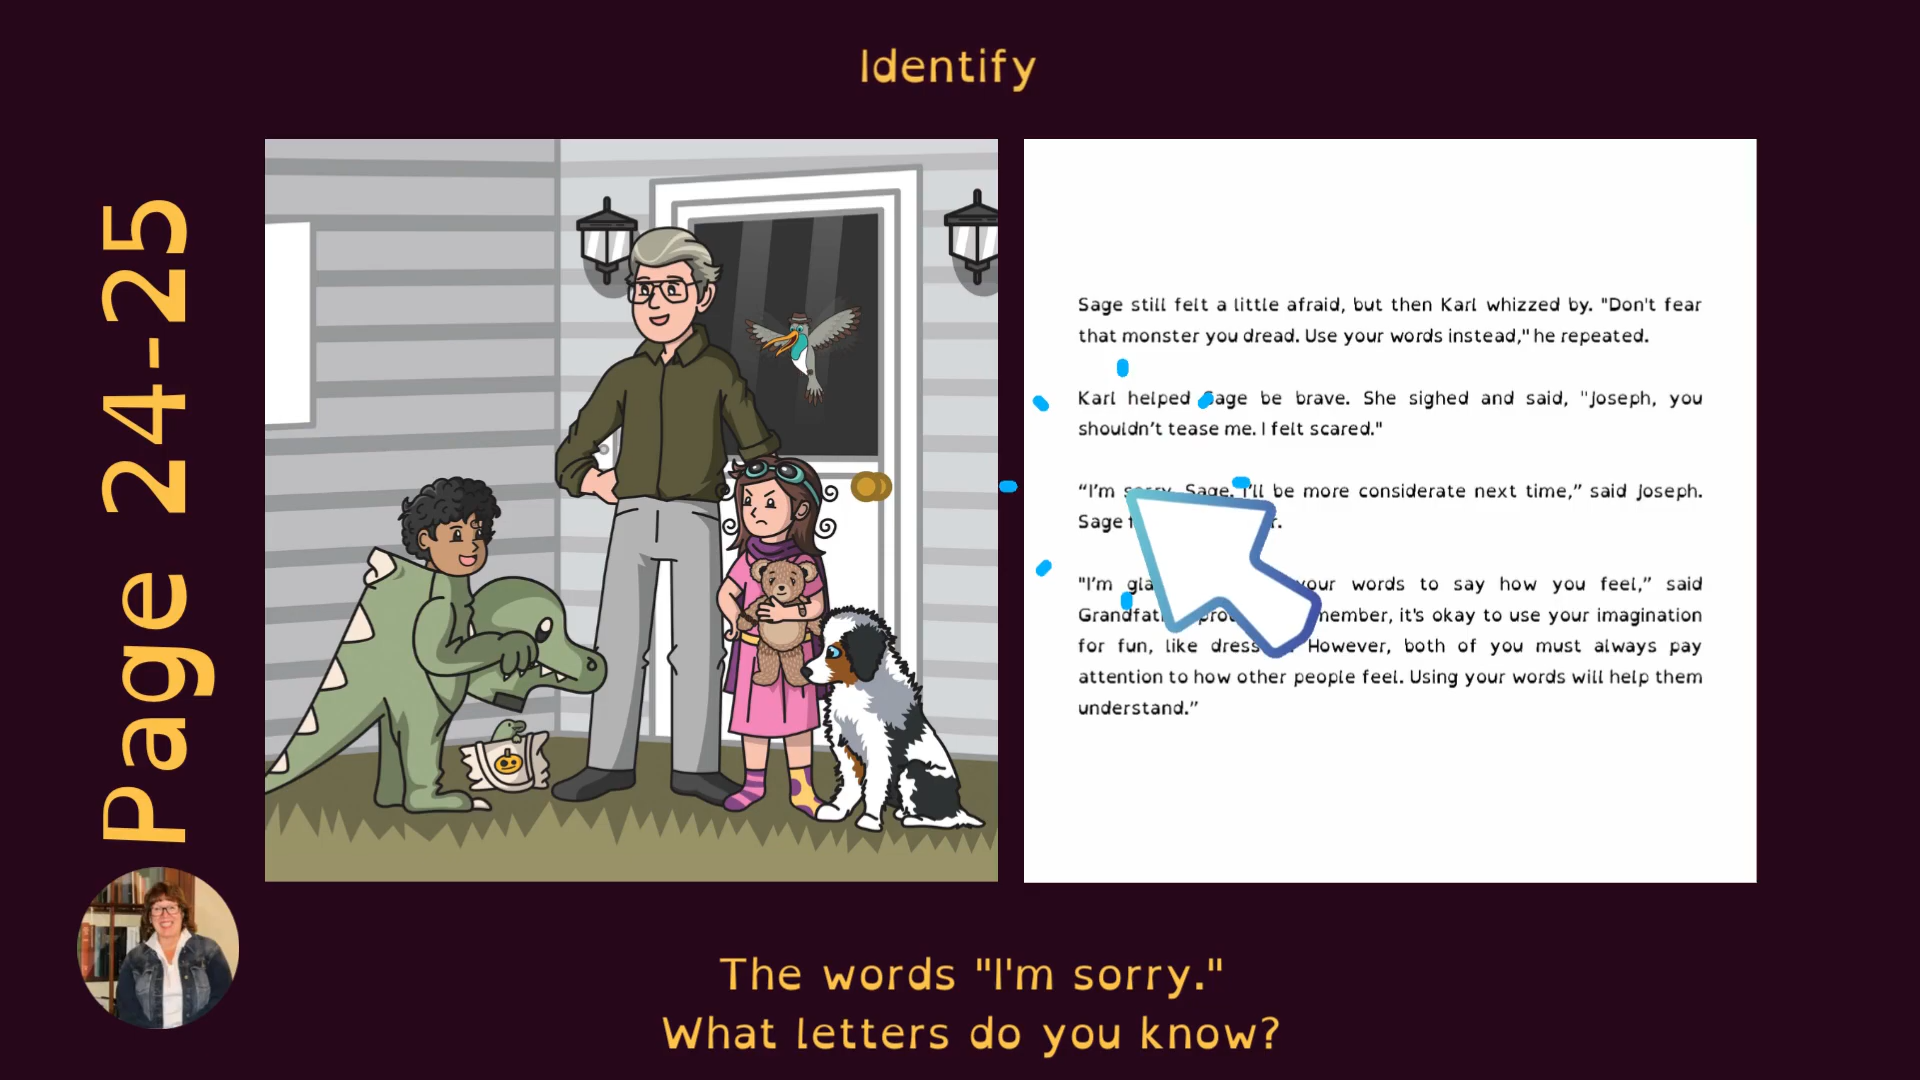 Identify
Page 24-25
Sage still felt a little afraid, but then Karl whizzed by. "Don't fear
that monster you dread. Use your words instead," he repeated.
Karl helped Sage be brave. She sighed and said, "Joseph, you
shouldn't tease me. I felt scared."
“I'm sorry, Sage. I'll be more considerate next time,” said Joseph.
Sage
"I'm your words to say how you feel,” said
it's okay to use your imagination
for fun, like However, both of you must always pay
attention to how other people feel. Using your words will help them
understand.”
The words "I'm sorry."
What letters do you know?